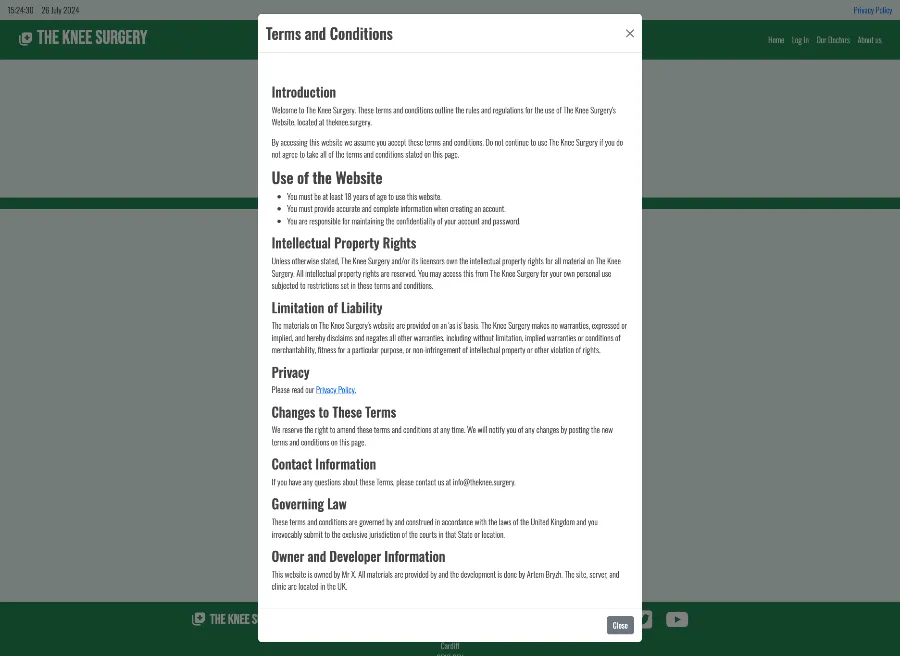 15:24:30 26 July 2024
Privacy Policy
THE KNEE SURGERY
Home Log In Our Doctors About us
Terms and Conditions
Introduction
Welcome to The Knee Surgery. These terms and conditions outline the rules and regulations for the use of The Knee Surgery's
Website, located at theknee.surgery.
By accessing this website we assume you accept these terms and conditions. Do not continue to use The Knee Surgery if you do
not agree to take all of the terms and conditions stated on this page.
Use of the Website
You must be at least 18 years of age to use this website.
You must provide accurate and complete information when creating an account.
You are responsible for maintaining the confidentiality of your account and password.
Intellectual Property Rights
Unless otherwise stated, The Knee Surgery and/or its licensors own the intellectual property rights for all material on The Knee
Surgery. All intellectual property rights are reserved. You may access this from The Knee Surgery for your own personal use
subjected to restrictions set in these terms and conditions.
Limitation of Liability
The materials on The Knee Surgery's website are provided on an 'as is' basis. The Knee Surgery makes no warranties, expressed or
implied, and hereby disclaims and negates all other warranties, including without limitation, implied warranties or conditions of
merchantability, fitness for a particular purpose, or non-infringement of intellectual property or other violation of rights.
Privacy
Please read our Privacy Policy.
Changes to These Terms
We reserve the right to amend these terms and conditions at any time. We will notify you of any changes by posting the new
terms and conditions on this page.
Contact Information
If you have any questions about these Terms, please contact us at info@theknee.surgery.
Governing Law
These terms and conditions are governed by and construed in accordance with the laws of the United Kingdom and you
irrevocably submit to the exclusive jurisdiction of the courts in that State or location.
Owner and Developer Information
This website is owned by Mr X. All materials are provided by and the development is done by Artem Bryzh. The site, server, and
clinic are located in the UK.
THE KNEE S
Close
Cardiff